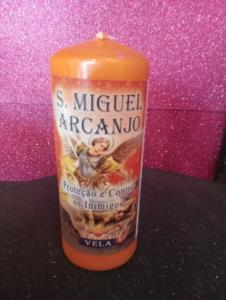 S. MIGUEL
ARCANJO
Proteção e Contra
os Inimigos
VELA